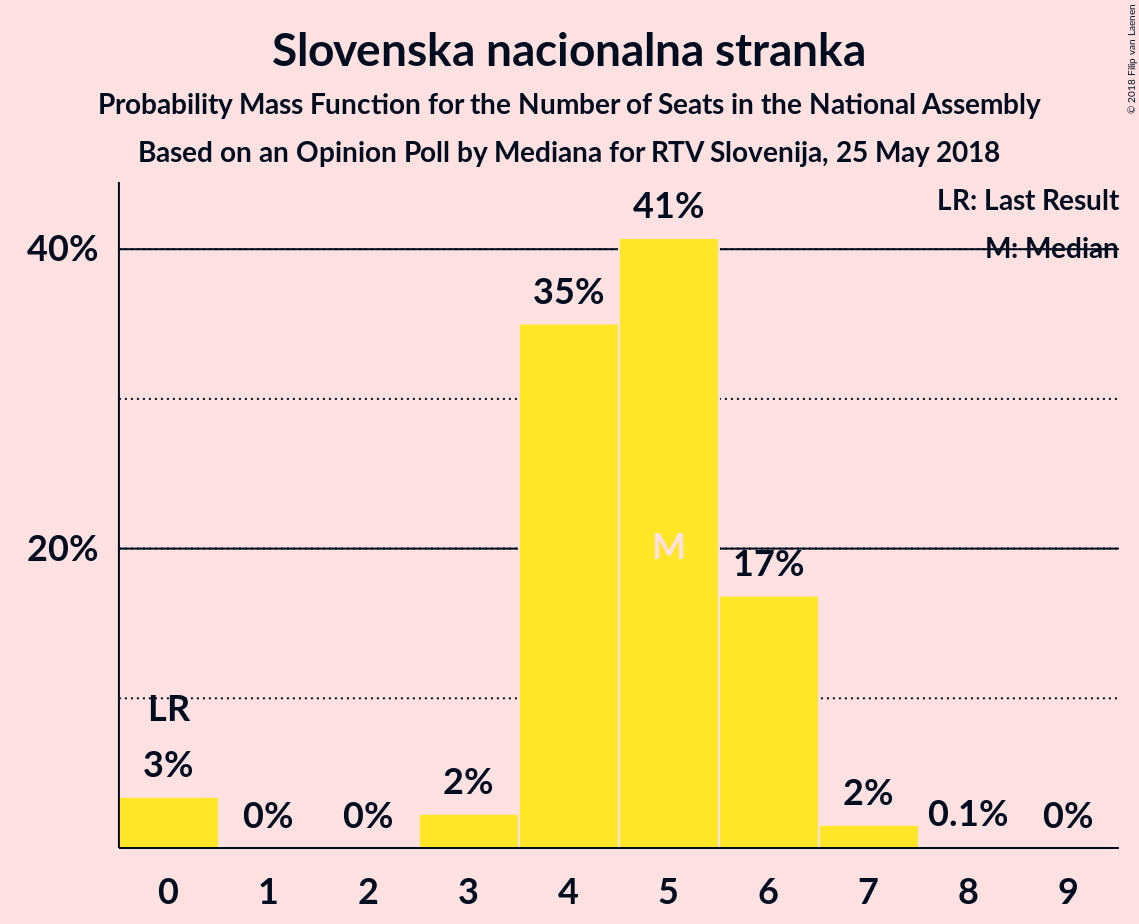 Slovenska nacionalna stranka
Probability Mass Function for the Number of Seats in the National Assembly
Based on an Opinion Poll by Mediana for RTV Slovenija, 25 May 2018
© 2018 Filip van Laenen
LR: Last Result
M: Median
40%
20%
LR
3%
0%
0%
2%
35%
41%
M
17%
2%
0.1%
0%
0 1 2 3 4 5 6 7 8 9